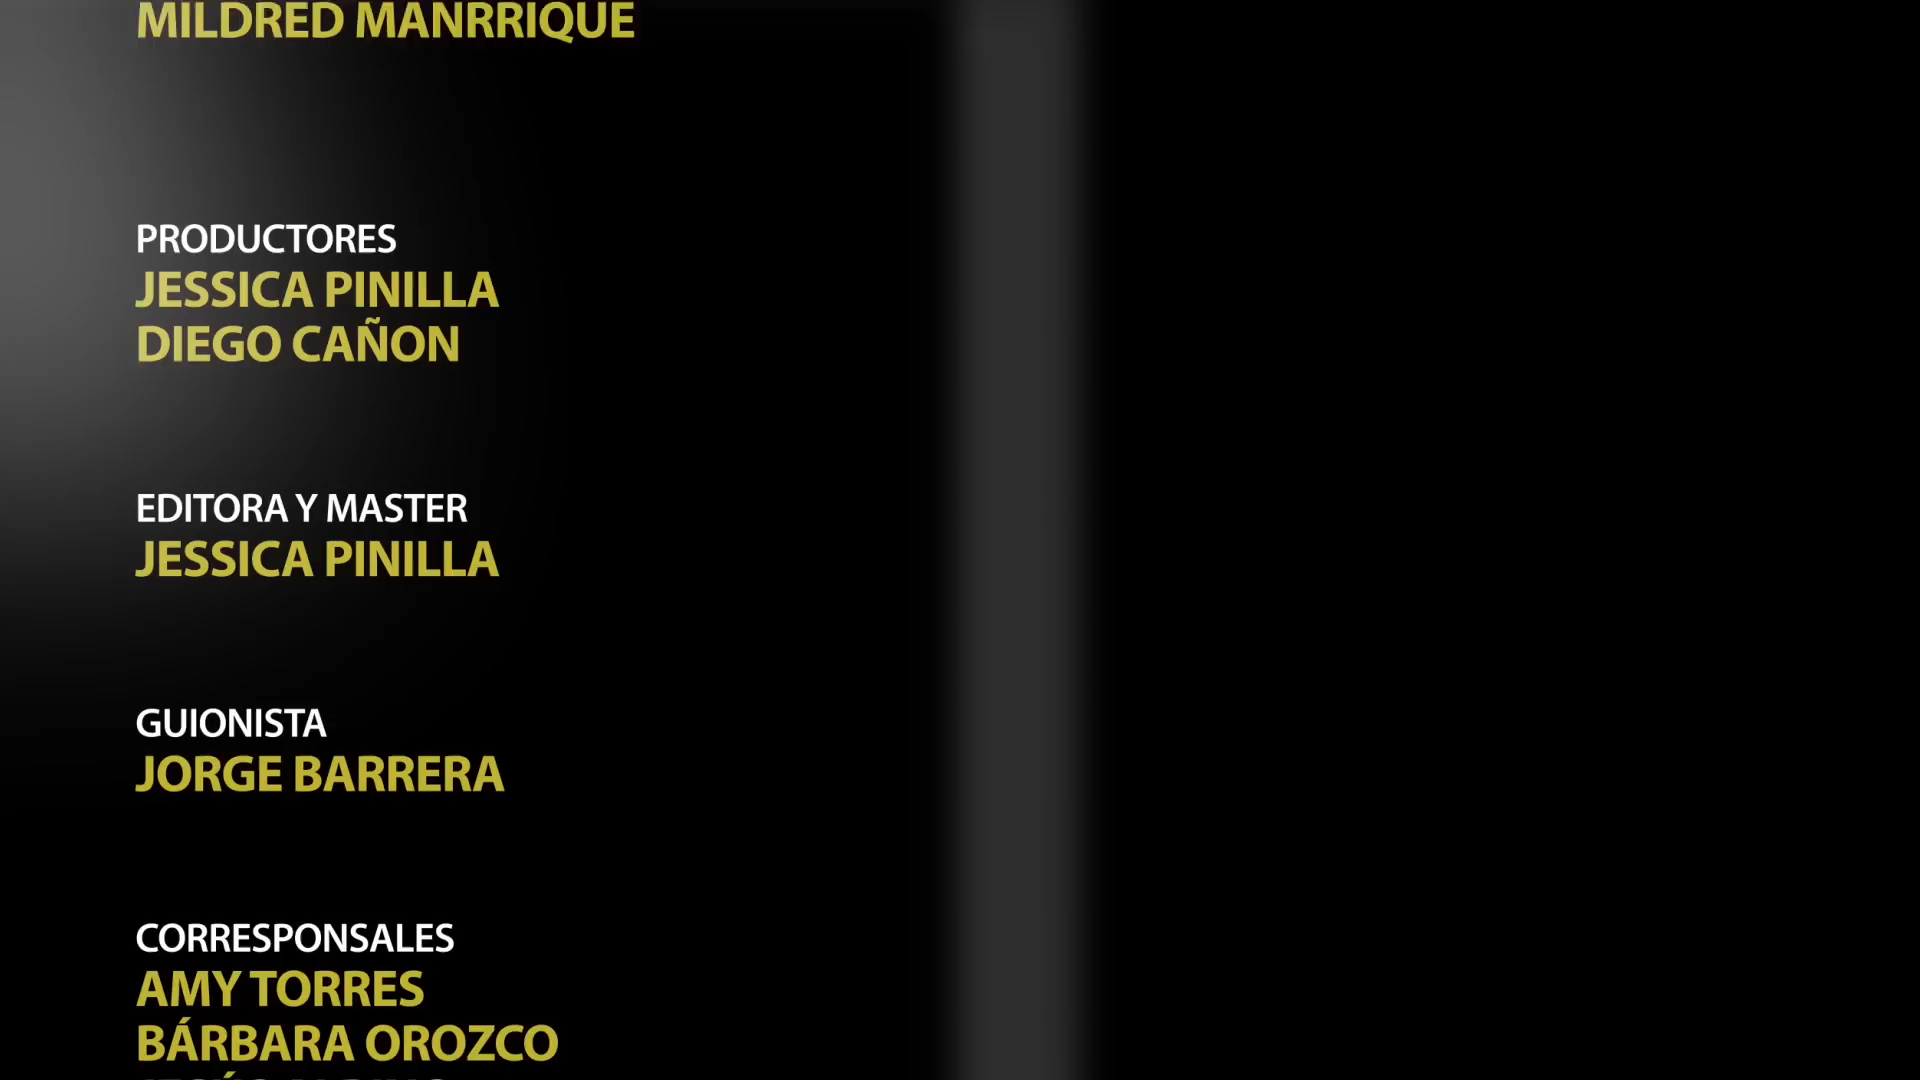 MILDRED MANRRIQUE
PRODUCTORES
JESSICA PINILLA
DIEGO CAÑON
EDITORA Y MASTER
JESSICA PINILLA
GUIONISTA
JORGE BARRERA
CORRESPONSALES
AMY TORRES
BÁRBARA OROZCO